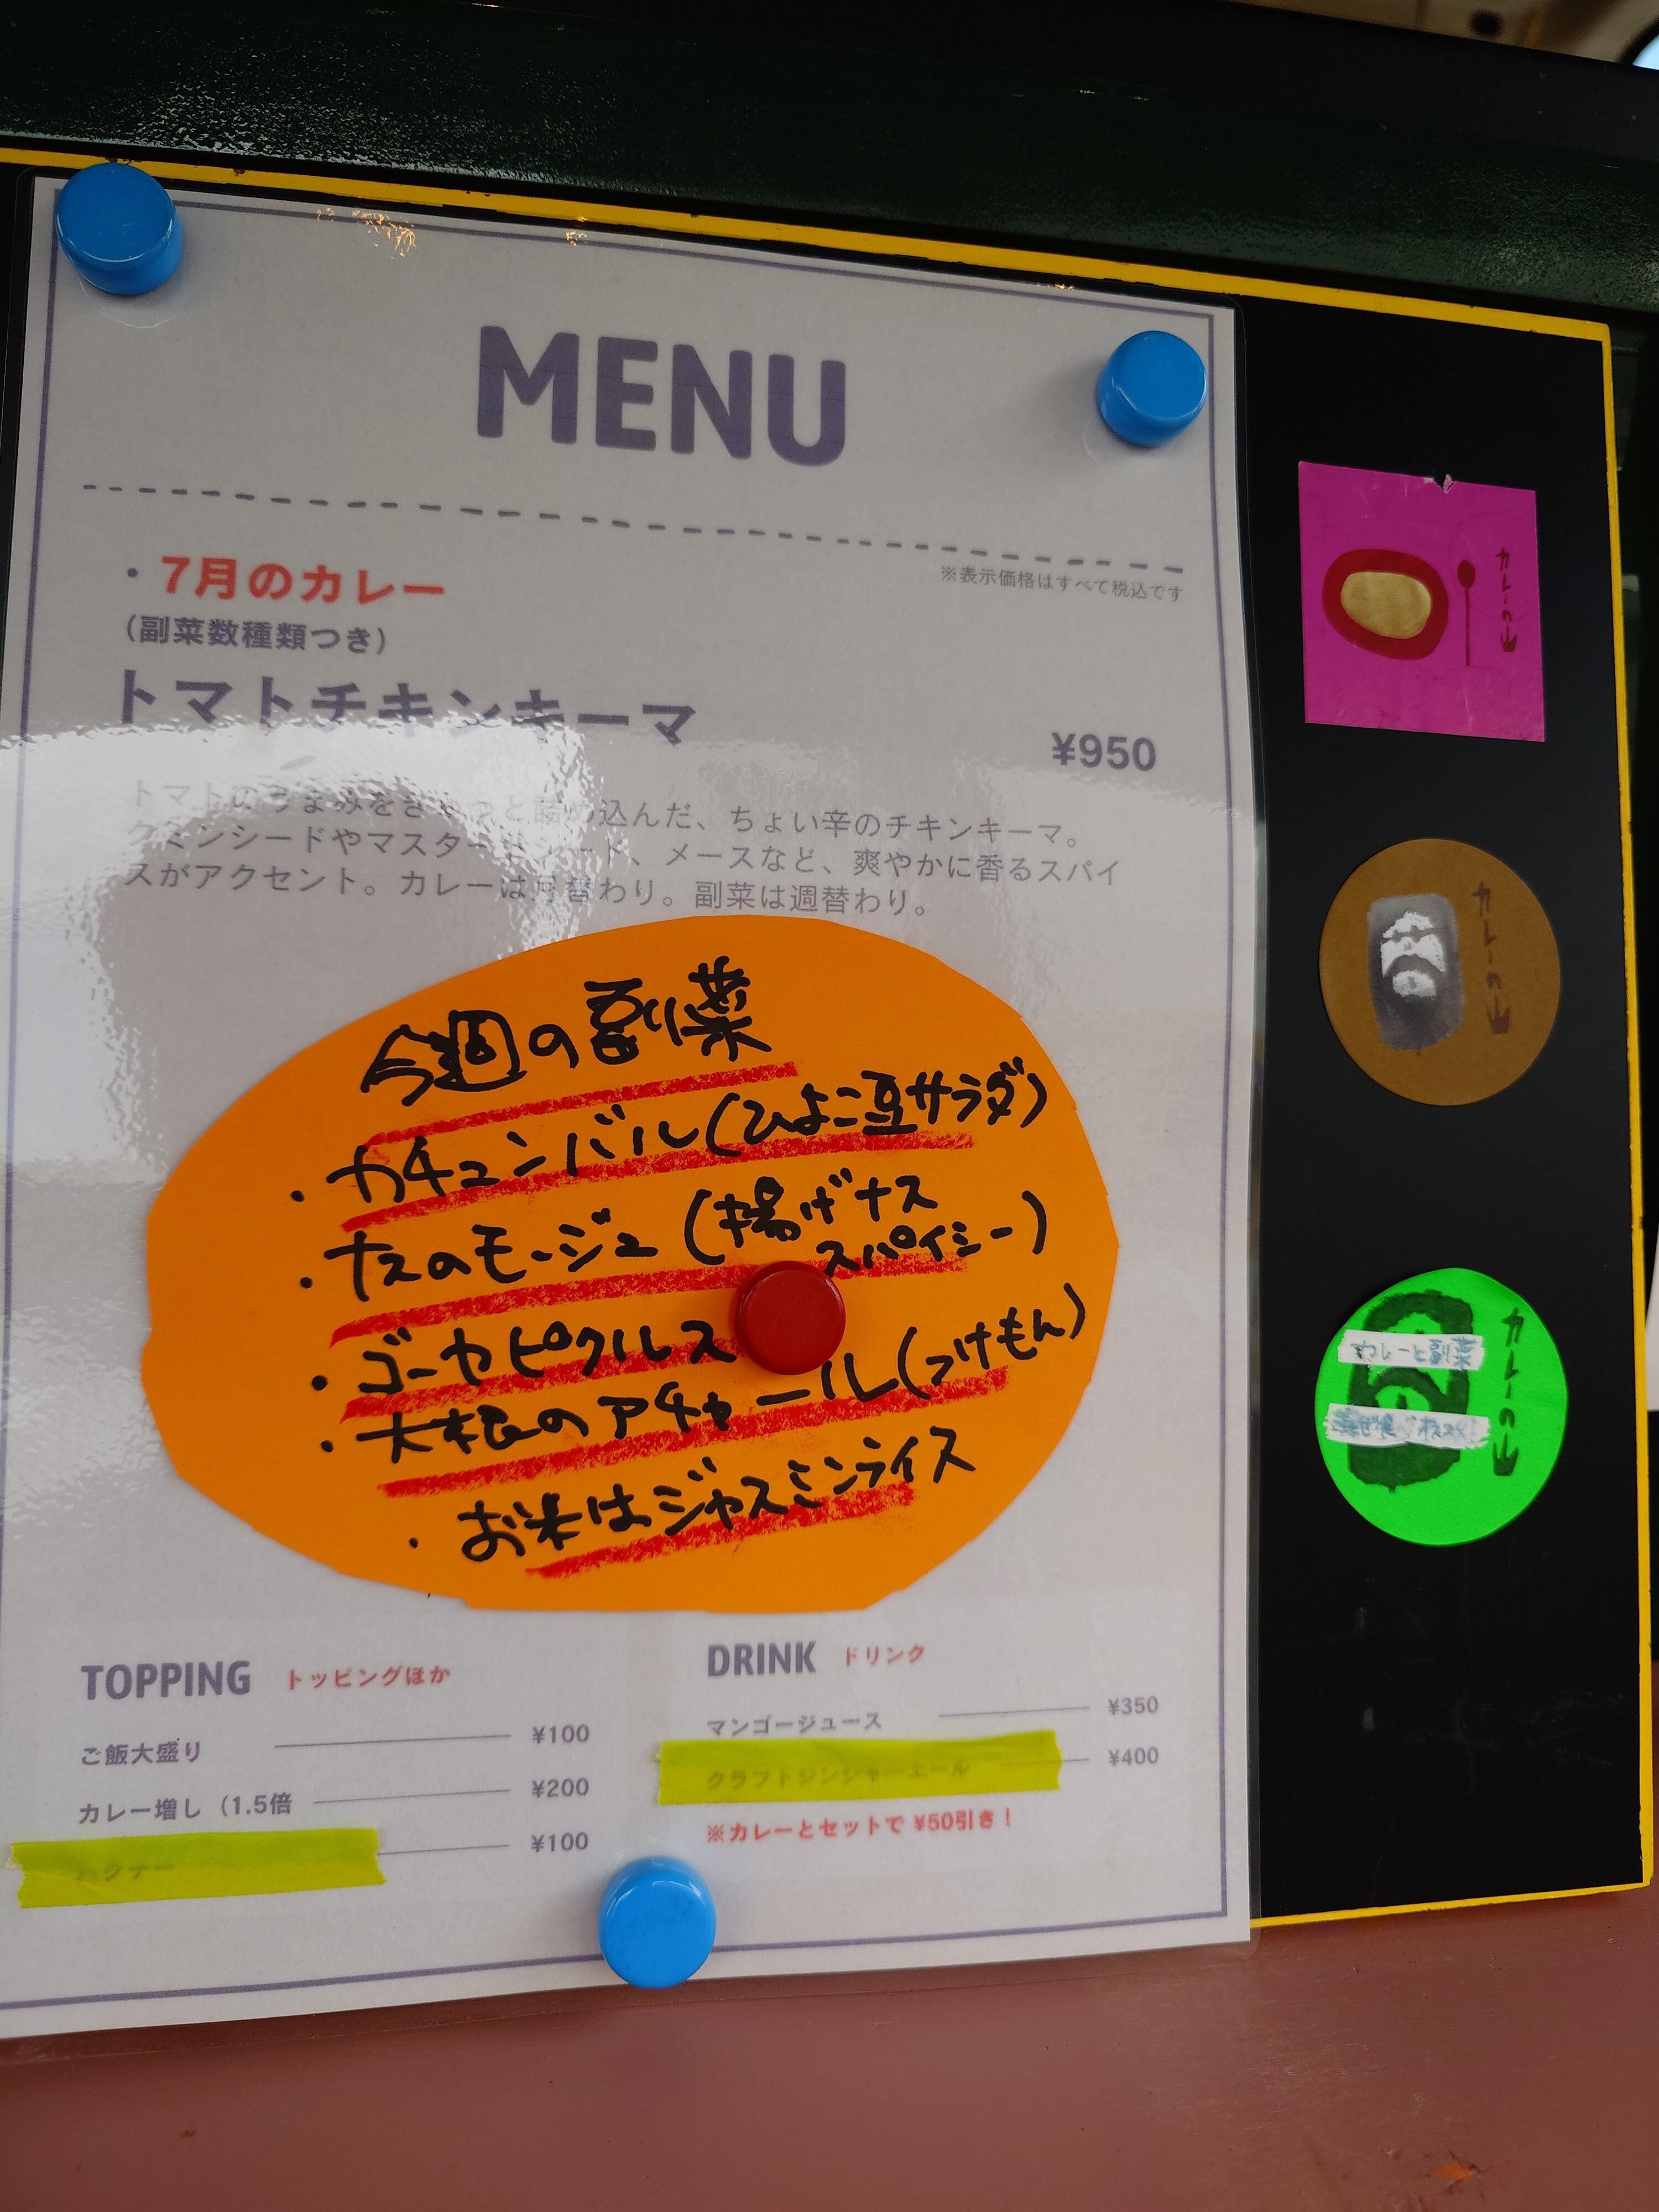 MENU
※表示価格はすべて税込です
・7月のカレー
(副菜数種類つき)
トマトチキンキーマ
¥950
トマトのうまみをぎゅっと詰め込んだ、ちょい辛のチキンキーマ。
クミンシードやマスタードシード、メースなど、爽やかに香るスパイ
スがアクセント。カレーは月替わり。副菜は週替わり。
今週の副菜
・カチュンバル(ひよこ豆サラダ)
・ナスのモージュ(揚げナス
スパイシー)
・ゴーヤピクルス
・大根のアチャール(つけもん)
・お米はジャスミンライス
TOPPING トッピングほか
ご飯大盛り ¥100
カレー増し（1.5倍 ¥200
パクチー ¥100
DRINK ドリンク
マンゴージュース ¥350
クラフトジンジャーエール ¥400
※カレーとセットで ¥50引き！
カレーの山
カレーの山
カレーの山
カレーと副菜